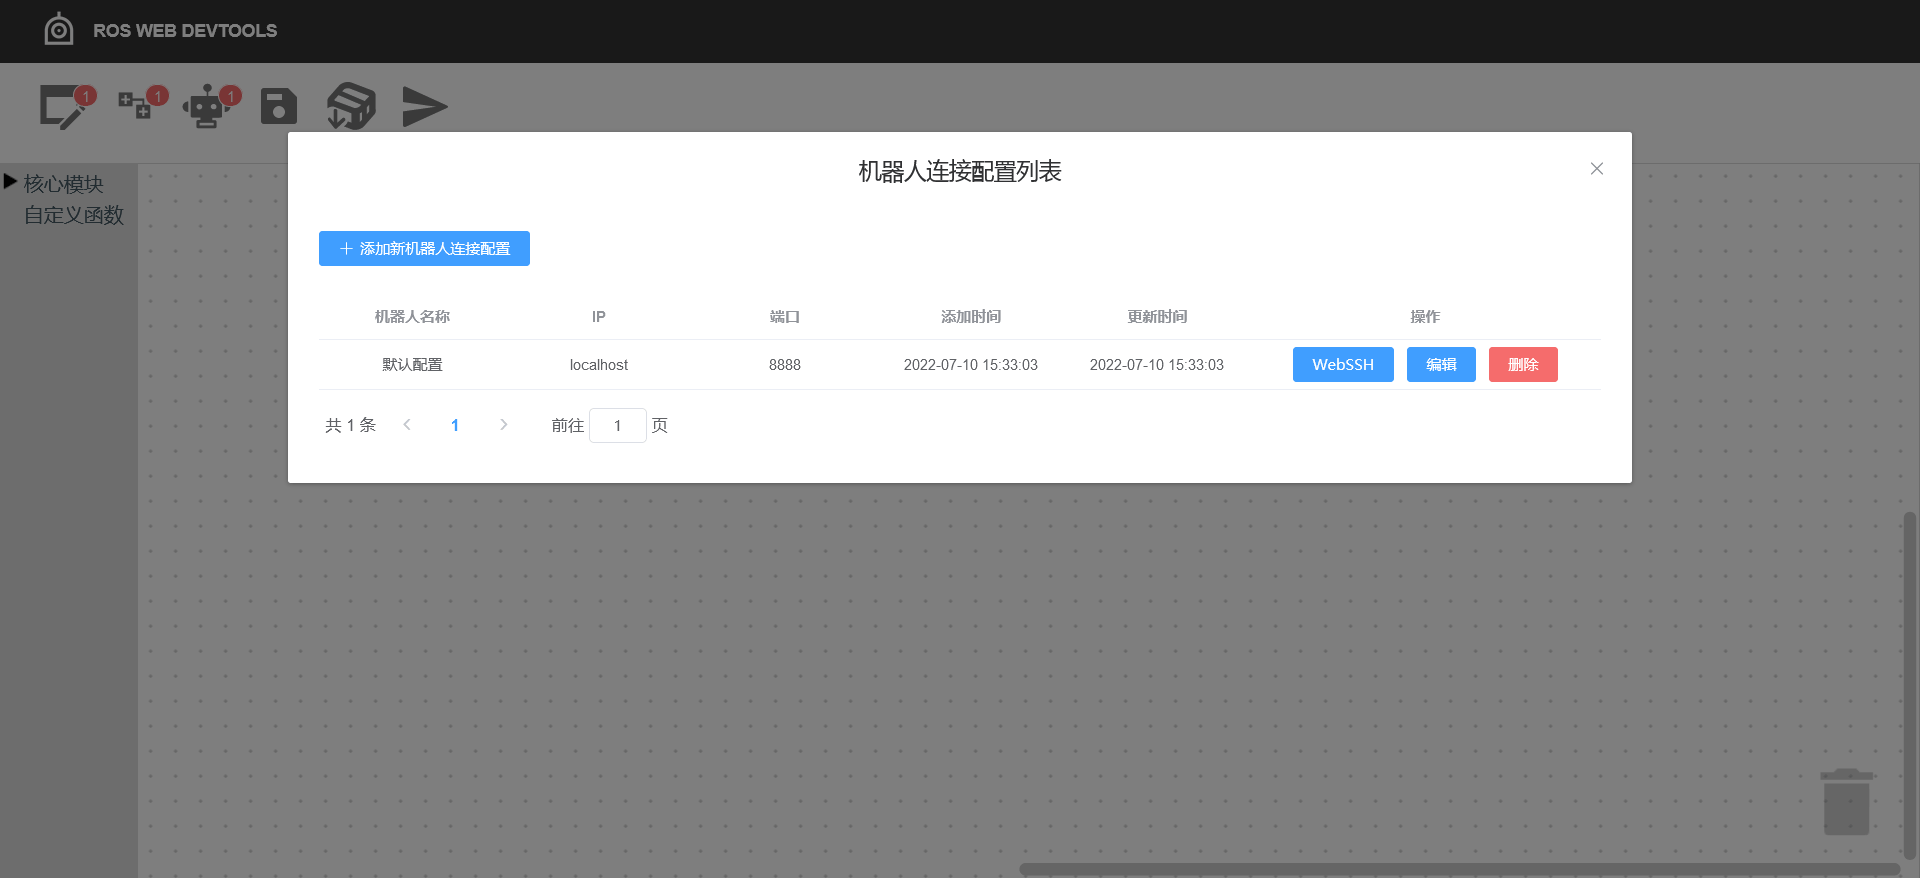 ROS WEB DEVTOOLS
1
1
1
核心模块
自定义函数
机器人连接配置列表
添加新机器人连接配置
机器人名称 IP 端口 添加时间 更新时间 操作
默认配置 localhost 8888 2022-07-10 15:33:03 2022-07-10 15:33:03 WebSSH 编辑 删除
共 1 条 1 前往 1 页